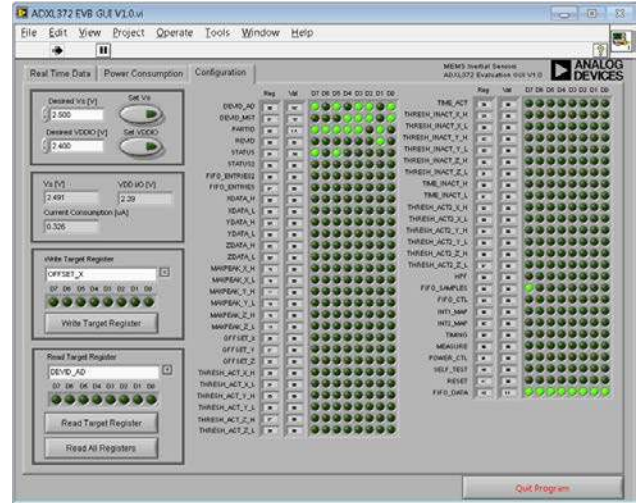 ADXL372 EVB GUI V1.0.vi
File Edit View Project Operate Tools Window Help
Real Time Data Power Consumption Configuration
MEMS Inertial Sensors
ADXL372 Evaluation GUI V1.0
ANALOG DEVICES
Desired Vs [V] Set Vs
2.500
Desired VDDIO [V] Set VDDIO
2.400
Vs [V] VDD I/O [V]
2.491 2.39
Current Consumption [uA]
0.326
Write Target Register
OFFSET_X
D7 D6 D5 D4 D3 D2 D1 D0
Write Target Register
Read Target Register
DEVID_AD
D7 D6 D5 D4 D3 D2 D1 D0
Read Target Register
Read All Registers
Reg Val D7 D6 D5 D4 D3 D2 D1 D0
DEVID_AD
DEVID_MST
PARTID
REVID
STATUS
STATUS2
FIFO_ENTRIES2
FIFO_ENTRIES
XDATA_H
XDATA_L
YDATA_H
YDATA_L
ZDATA_H
ZDATA_L
MAXPEAK_X_H
MAXPEAK_X_L
MAXPEAK_Y_H
MAXPEAK_Y_L
MAXPEAK_Z_H
MAXPEAK_Z_L
OFFSET_X
OFFSET_Y
OFFSET_Z
THRESH_ACT_X_H
THRESH_ACT_X_L
THRESH_ACT_Y_H
THRESH_ACT_Y_L
THRESH_ACT_Z_H
THRESH_ACT_Z_L
Reg Val D7 D6 D5 D4 D3 D2 D1 D0
TIME_ACT
THRESH_INACT_X_H
THRESH_INACT_X_L
THRESH_INACT_Y_H
THRESH_INACT_Y_L
THRESH_INACT_Z_H
THRESH_INACT_Z_L
TIME_INACT_H
TIME_INACT_L
THRESH_ACT2_X_H
THRESH_ACT2_X_L
THRESH_ACT2_Y_H
THRESH_ACT2_Y_L
THRESH_ACT2_Z_H
THRESH_ACT2_Z_L
HPF
FIFO_SAMPLES
FIFO_CTL
INT1_MAP
INT2_MAP
TIMING
MEASURE
POWER_CTL
SELF_TEST
RESET
FIFO_DATA
Quit Program